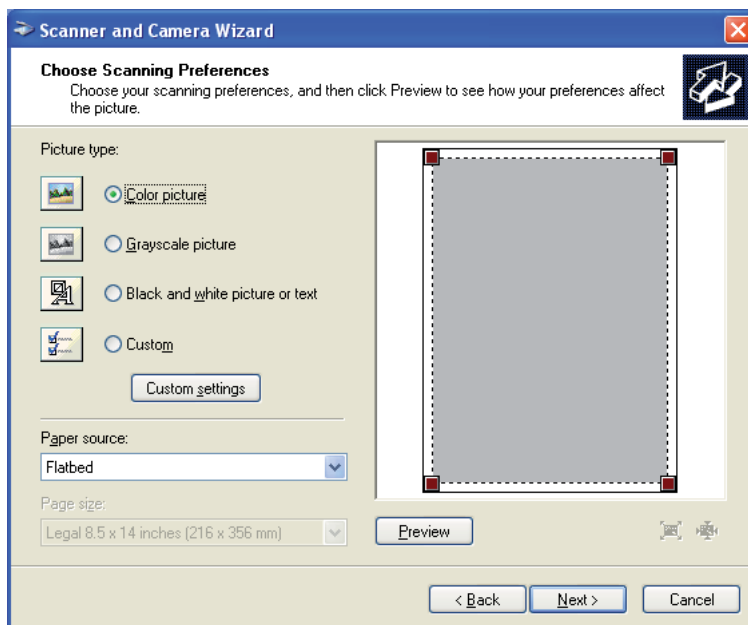 Scanner and Camera Wizard
Choose Scanning Preferences
Choose your scanning preferences, and then click Preview to see how your preferences affect
the picture.
Picture type:
Color picture
Grayscale picture
Black and white picture or text
Custom
Custom settings
Paper source:
Flatbed
Page size:
Legal 8.5 x 14 inches (216 x 356 mm)
Preview
< Back
Next >
Cancel